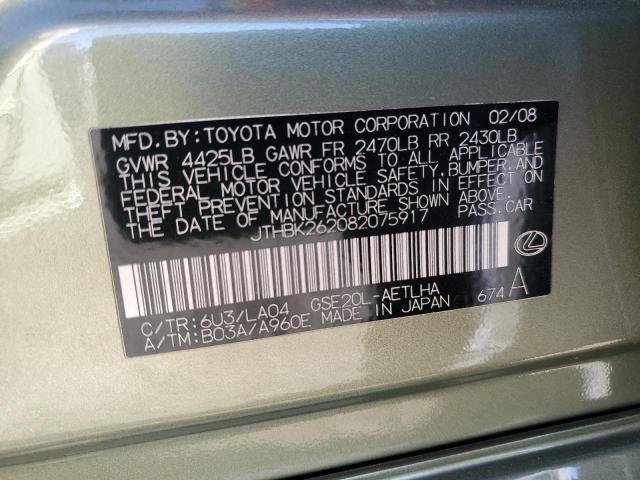 MFD. BY: TOYOTA MOTOR CORPORATION 02/08
GVWR 4425LB GAWR FR 2470LB RR 2430LB
THIS VEHICLE CONFORMS TO ALL APPLICABLE
FEDERAL MOTOR VEHICLE SAFETY, BUMPER, AND
THEFT PREVENTION STANDARDS IN EFFECT ON
THE DATE OF MANUFACTURE SHOWN ABOVE.
JTHBK262082075917 PASS. CAR
C/TR: 6U3/LA04 GSE20L-AETLHA
A/TM: B03A/A960E MADE IN JAPAN 674 A